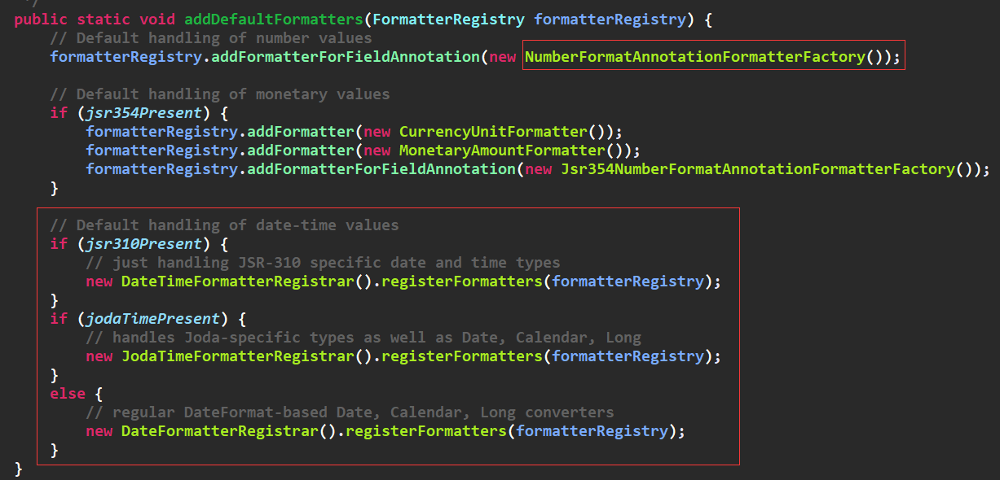 */
public static void addDefaultFormatters(FormatterRegistry formatterRegistry) {
    // Default handling of number values
    formatterRegistry.addFormatterForFieldAnnotation(new NumberFormatAnnotationFormatterFactory());

    // Default handling of monetary values
    if (jsr354Present) {
        formatterRegistry.addFormatter(new CurrencyUnitFormatter());
        formatterRegistry.addFormatter(new MonetaryAmountFormatter());
        formatterRegistry.addFormatterForFieldAnnotation(new Jsr354NumberFormatAnnotationFormatterFactory());
    }

    // Default handling of date-time values
    if (jsr310Present) {
        // just handling JSR-310 specific date and time types
        new DateTimeFormatterRegistrar().registerFormatters(formatterRegistry);
    }
    if (jodaTimePresent) {
        // handles Joda-specific types as well as Date, Calendar, Long
        new JodaTimeFormatterRegistrar().registerFormatters(formatterRegistry);
    }
    else {
        // regular DateFormat-based Date, Calendar, Long converters
        new DateFormatterRegistrar().registerFormatters(formatterRegistry);
    }
}